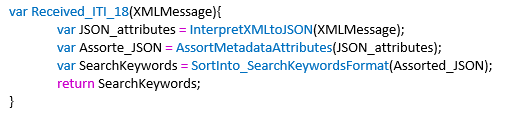 var Received_ITI_18(XMLMessage){
var JSON_attributes = InterpretXMLtoJSON(XMLMessage);
var Assorte_JSON = AssortMetadataAttributes(JSON_attributes);
var SearchKeywords = SortInto_SearchKeywordsFormat(Assorted_JSON);
return SearchKeywords;
}